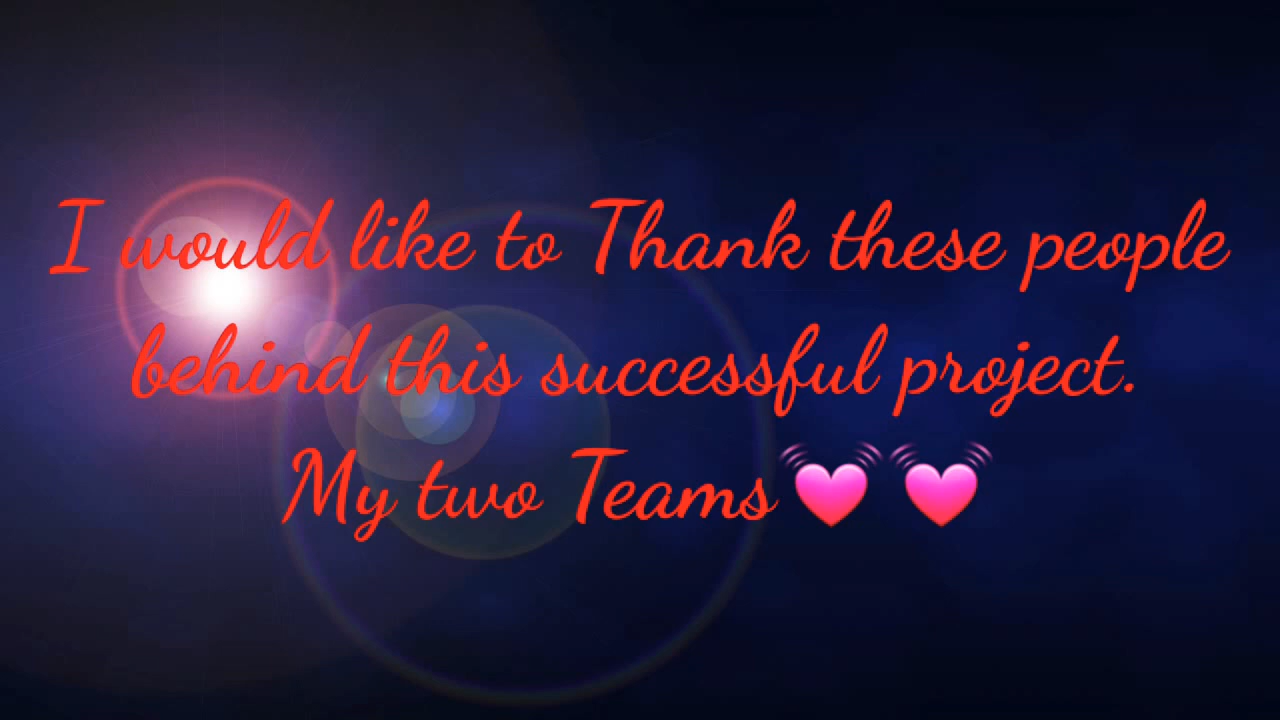 I would like to Thank these people
behind this successful project.
My two Teams 💓💓